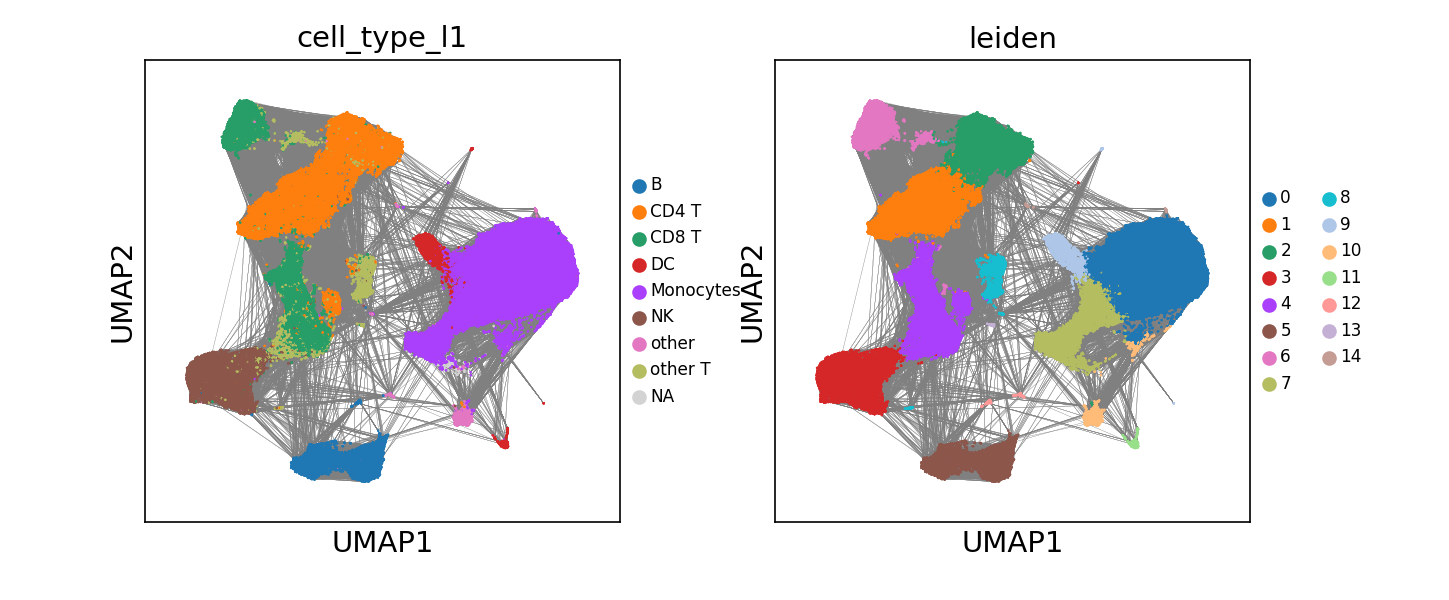 cell_type_l1
UMAP2
UMAP1
B
CD4 T
CD8 T
DC
Monocytes
NK
other
other T
NA
leiden
UMAP2
UMAP1
0
1
2
3
4
5
6
7
8
9
10
11
12
13
14